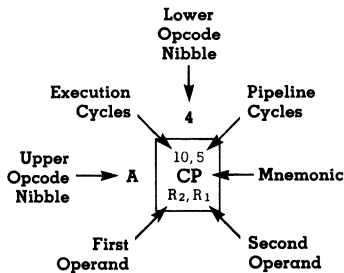 Lower
Opcode
Nibble
Execution
Cycles
Pipeline
Cycles
4
Upper
Opcode
Nibble
A
10,5
CP
R2,R1
Mnemonic
First
Operand
Second
Operand